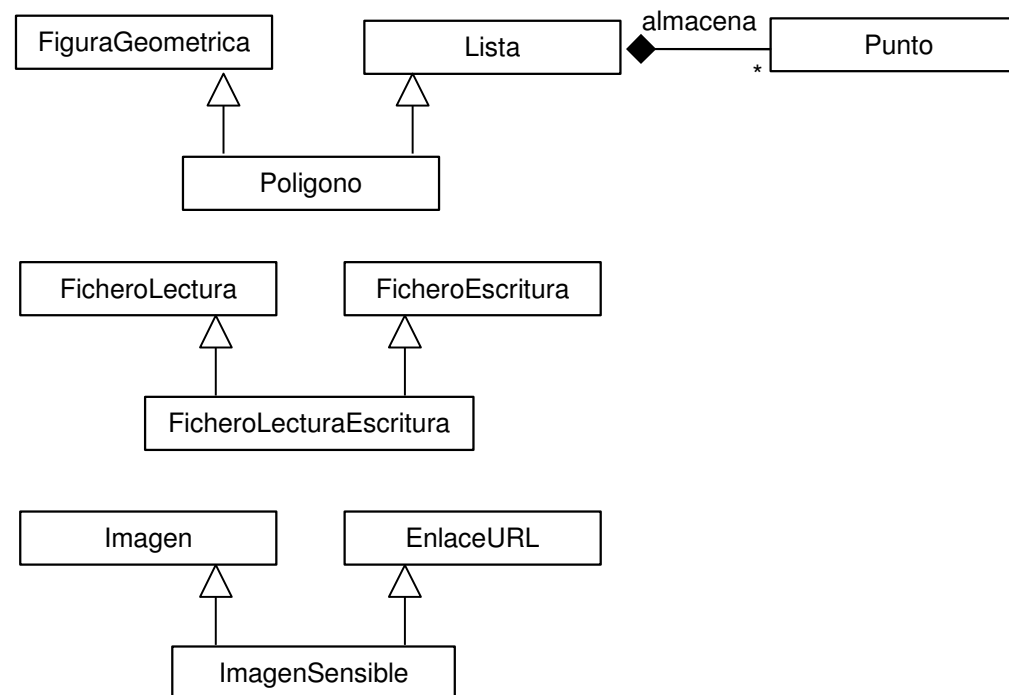 FiguraGeometrica
Lista
almacena
*
Punto
Poligono
FicheroLectura
FicheroEscritura
FicheroLecturaEscritura
Imagen
EnlaceURL
ImagenSensible